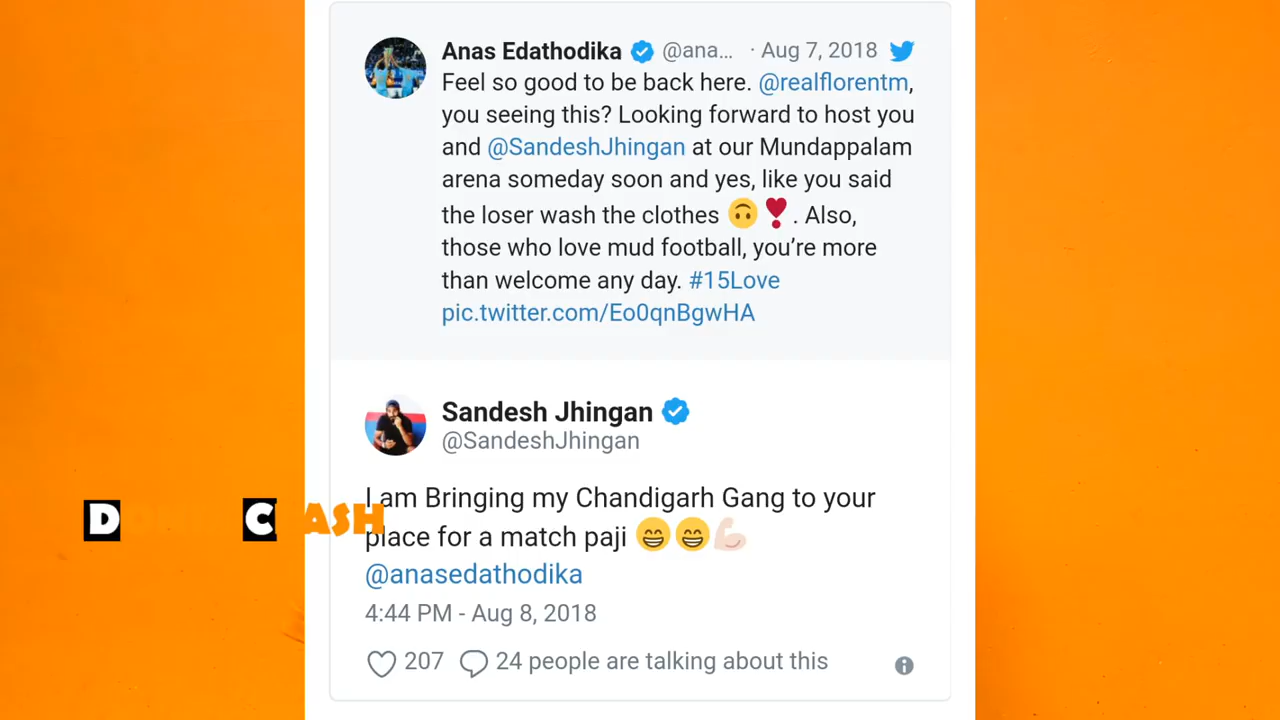 Anas Edathodika @ana... · Aug 7, 2018
Feel so good to be back here. @realflorentm,
you seeing this? Looking forward to host you
and @SandeshJhingan at our Mundappalam
arena someday soon and yes, like you said
the loser wash the clothes 🙃 ❣️. Also,
those who love mud football, you’re more
than welcome any day. #15Love
pic.twitter.com/Eo0qnBgwHA
Sandesh Jhingan
@SandeshJhingan
I am Bringing my Chandigarh Gang to your
place for a match paji 😁😁💪🏻
@anasedathodika
4:44 PM - Aug 8, 2018
207 24 people are talking about this